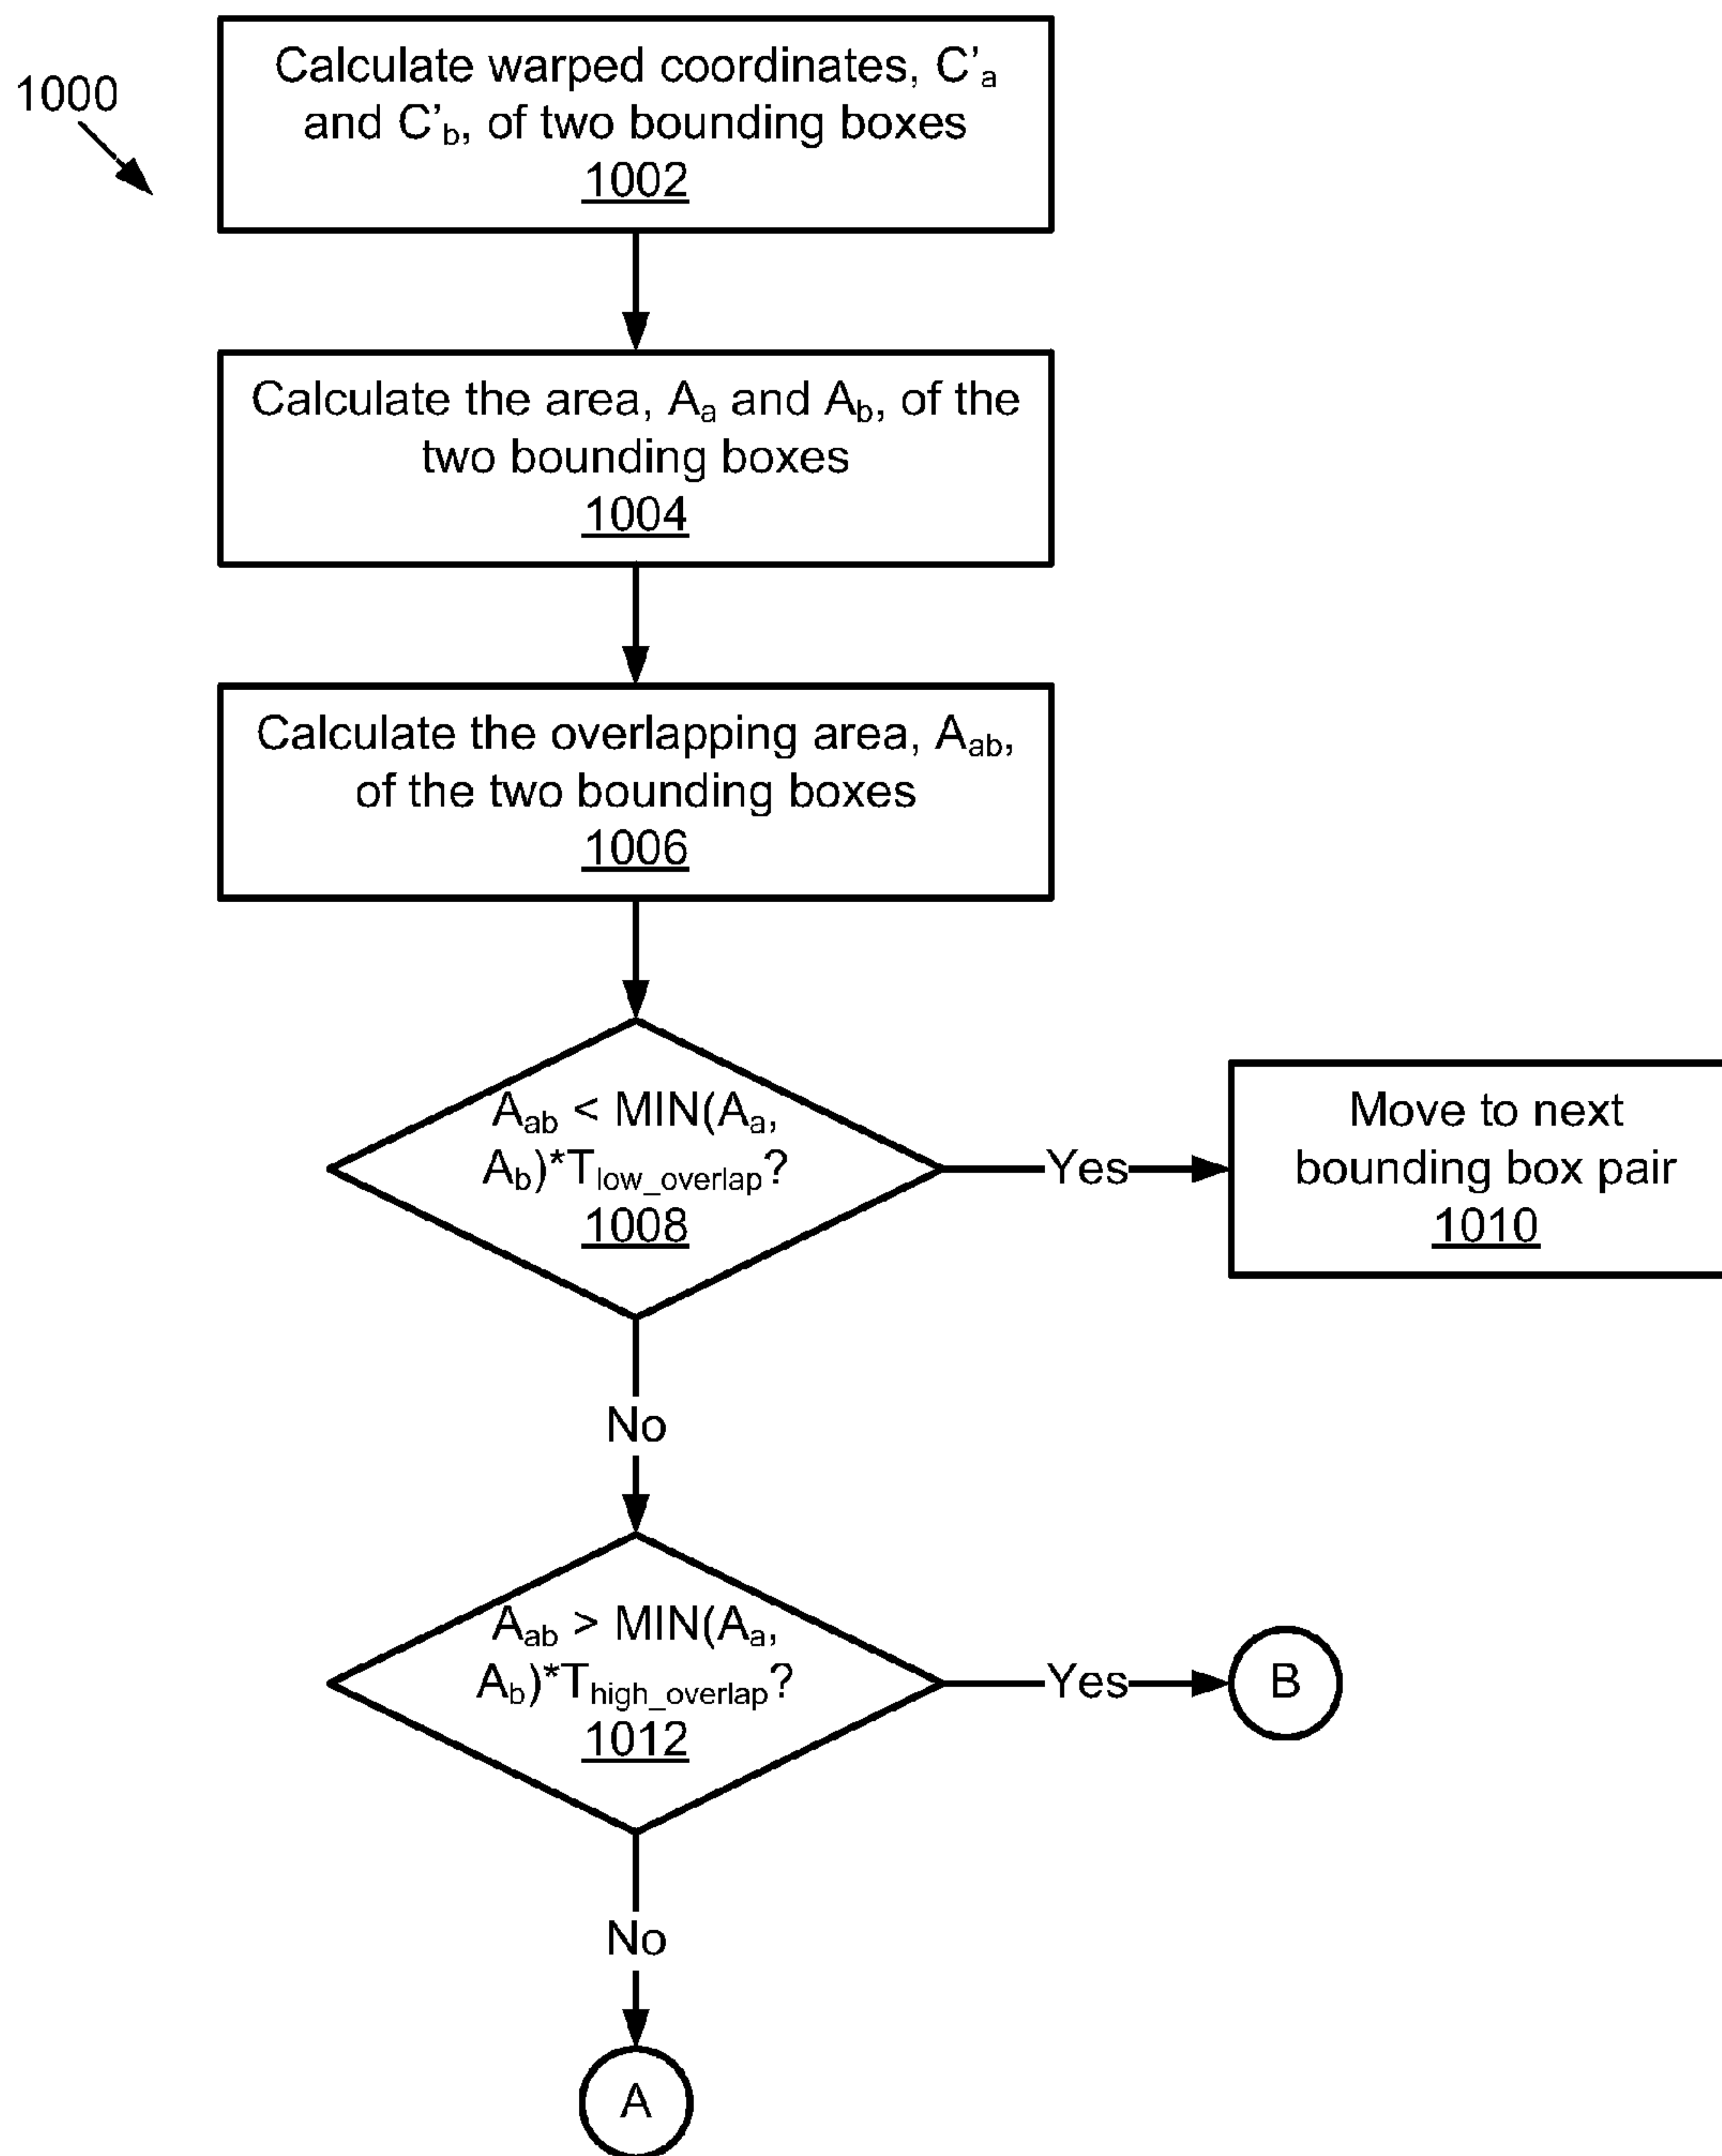 1000
Calculate warped coordinates, C'a
and C'b, of two bounding boxes
1002
Calculate the area, Aa and Ab, of the
two bounding boxes
1004
Calculate the overlapping area, Aab,
of the two bounding boxes
1006
Aab < MIN(Aa,
Ab)*Tlow_overlap?
1008
Yes
Move to next
bounding box pair
1010
No
Aab > MIN(Aa,
Ab)*Thigh_overlap?
1012
Yes
B
No
A